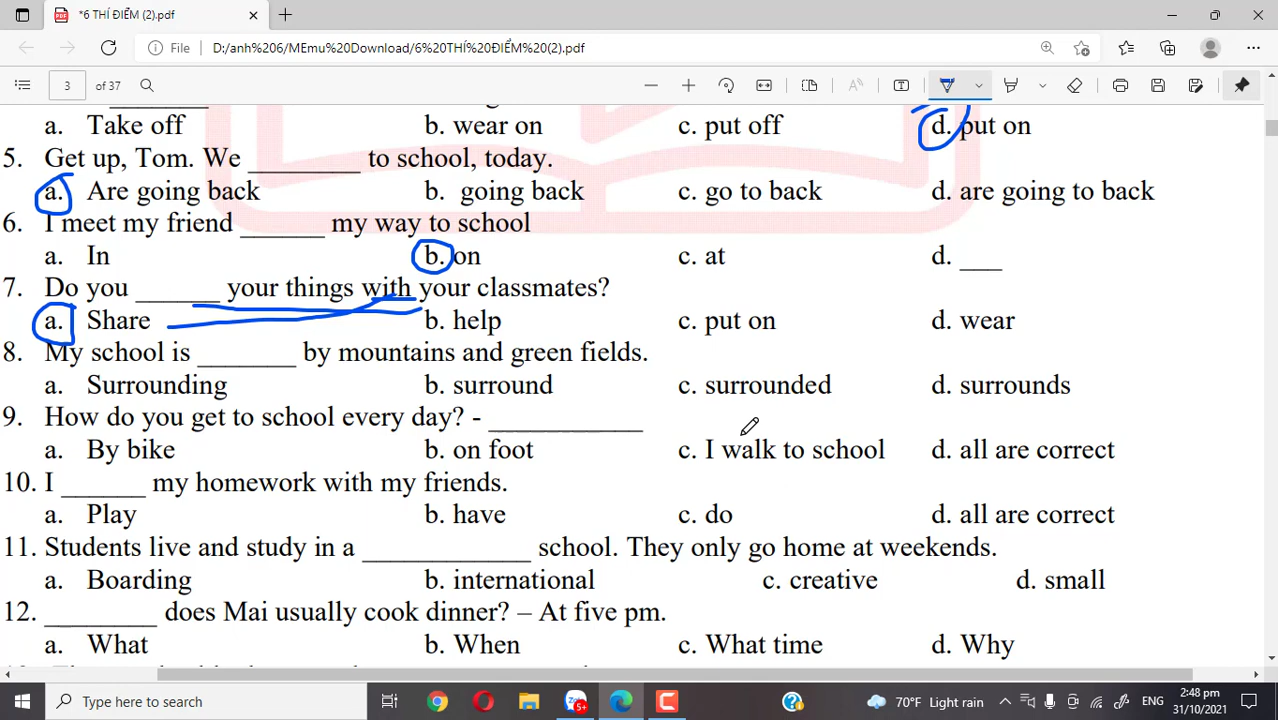 *6 THÍ ĐIỂM (2).pdf
File D:/anh%206/MEmu%20Download/6%20THÍ%20ĐIỂM%20(2).pdf
3 of 37
a. Take off b. wear on c. put off d. put on
5. Get up, Tom. We _________ to school, today.
a. Are going back b. going back c. go to back d. are going to back
6. I meet my friend _______ my way to school
a. In b. on c. at d. ___
7. Do you _______ your things with your classmates?
a. Share b. help c. put on d. wear
8. My school is ________ by mountains and green fields.
a. Surrounding b. surround c. surrounded d. surrounds
9. How do you get to school every day? - _____________
a. By bike b. on foot c. I walk to school d. all are correct
10. I _______ my homework with my friends.
a. Play b. have c. do d. all are correct
11. Students live and study in a ______________ school. They only go home at weekends.
a. Boarding b. international c. creative d. small
12. _________ does Mai usually cook dinner? – At five pm.
a. What b. When c. What time d. Why
Type here to search 5+ 70°F Light rain ENG 2:48 pm
31/10/2021